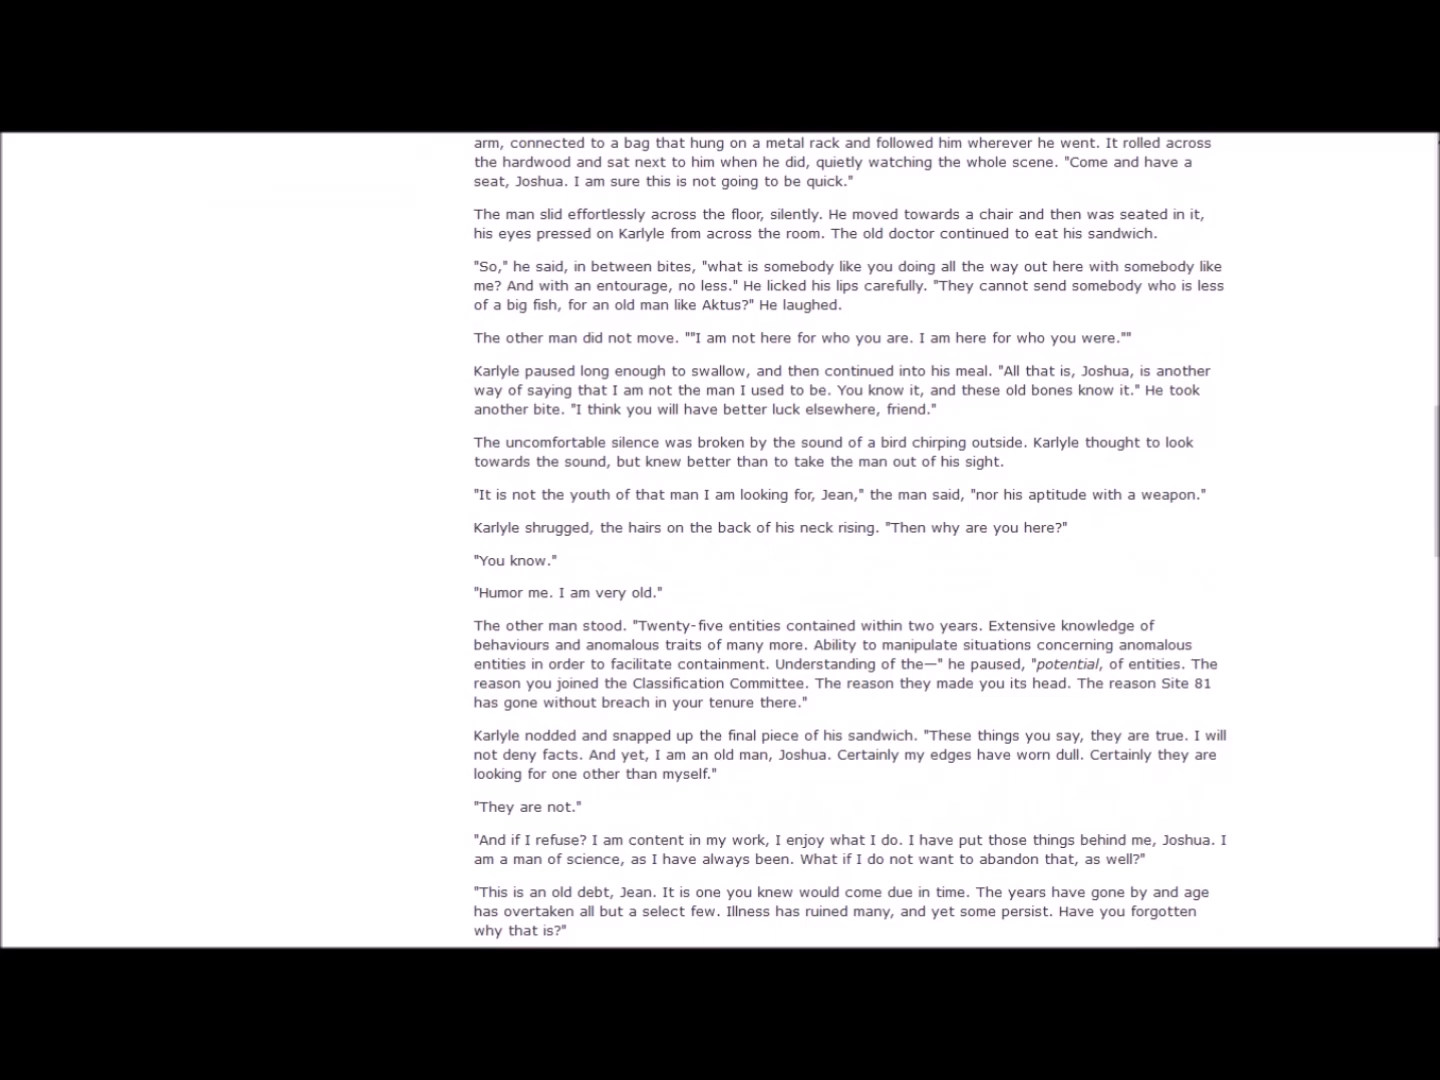 arm, connected to a bag that hung on a metal rack and followed him wherever he went. It rolled across
the hardwood and sat next to him when he did, quietly watching the whole scene. "Come and have a
seat, Joshua. I am sure this is not going to be quick."
The man slid effortlessly across the floor, silently. He moved towards a chair and then was seated in it,
his eyes pressed on Karlyle from across the room. The old doctor continued to eat his sandwich.
"So," he said, in between bites, "what is somebody like you doing all the way out here with somebody like
me? And with an entourage, no less." He licked his lips carefully. "They cannot send somebody who is less
of a big fish, for an old man like Aktus?" He laughed.
The other man did not move. ""I am not here for who you are. I am here for who you were.""
Karlyle paused long enough to swallow, and then continued into his meal. "All that is, Joshua, is another
way of saying that I am not the man I used to be. You know it, and these old bones know it." He took
another bite. "I think you will have better luck elsewhere, friend."
The uncomfortable silence was broken by the sound of a bird chirping outside. Karlyle thought to look
towards the sound, but knew better than to take the man out of his sight.
"It is not the youth of that man I am looking for, Jean," the man said, "nor his aptitude with a weapon."
Karlyle shrugged, the hairs on the back of his neck rising. "Then why are you here?"
"You know."
"Humor me. I am very old."
The other man stood. "Twenty-five entities contained within two years. Extensive knowledge of
behaviours and anomalous traits of many more. Ability to manipulate situations concerning anomalous
entities in order to facilitate containment. Understanding of the—" he paused, "potential, of entities. The
reason you joined the Classification Committee. The reason they made you its head. The reason Site 81
has gone without breach in your tenure there."
Karlyle nodded and snapped up the final piece of his sandwich. "These things you say, they are true. I will
not deny facts. And yet, I am an old man, Joshua. Certainly my edges have worn dull. Certainly they are
looking for one other than myself."
"They are not."
"And if I refuse? I am content in my work, I enjoy what I do. I have put those things behind me, Joshua. I
am a man of science, as I have always been. What if I do not want to abandon that, as well?"
"This is an old debt, Jean. It is one you knew would come due in time. The years have gone by and age
has overtaken all but a select few. Illness has ruined many, and yet some persist. Have you forgotten
why that is?"